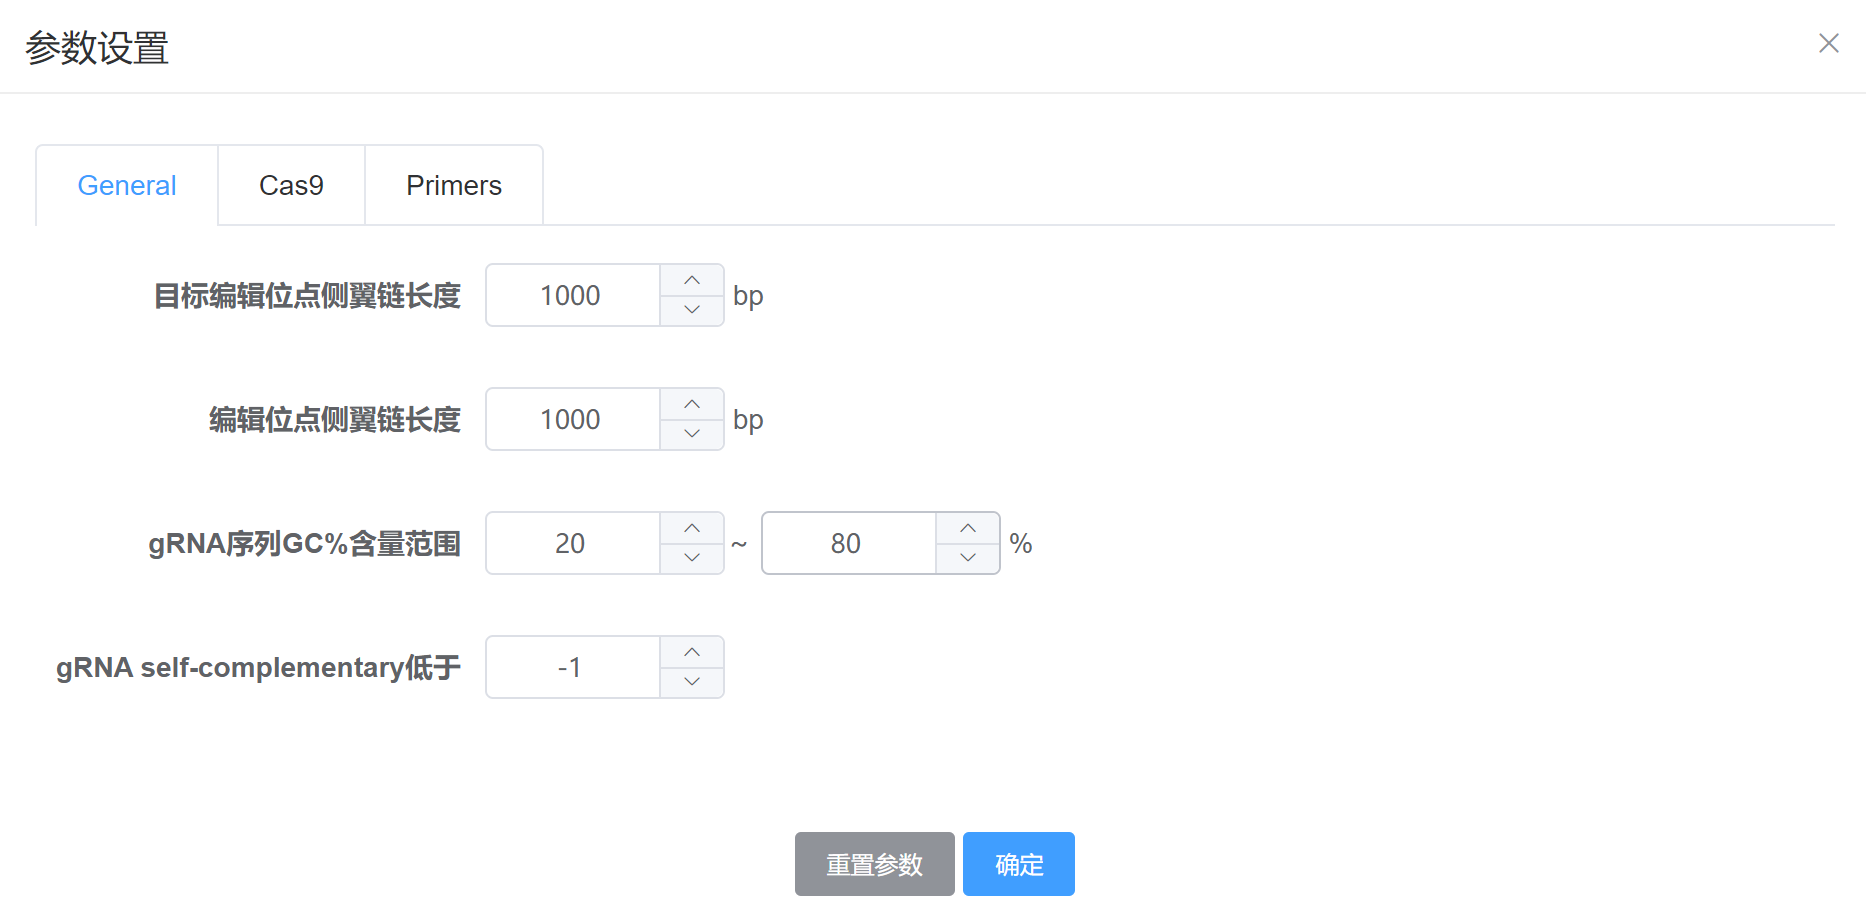 参数设置
General Cas9 Primers
目标编辑位点侧翼链长度 1000 bp
编辑位点侧翼链长度 1000 bp
gRNA序列GC%含量范围 20 ~ 80 %
gRNA self-complementary低于 -1
重置参数 确定